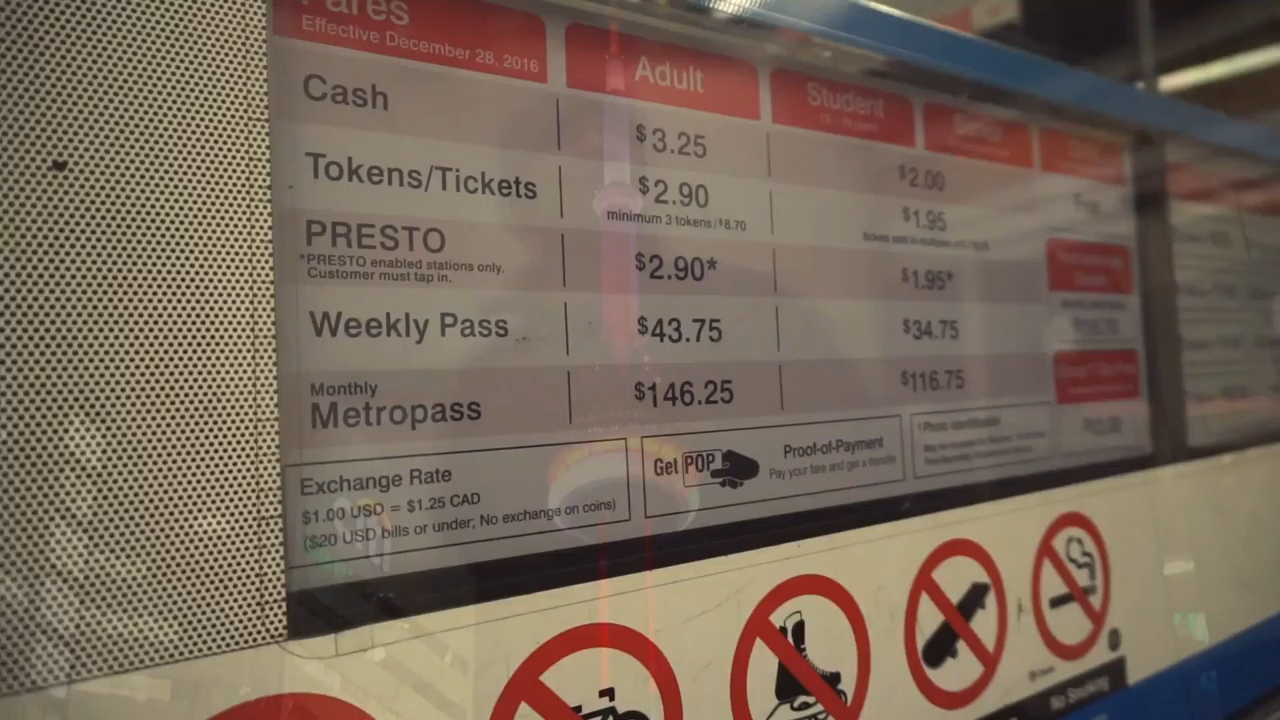 Fares
Effective December 28, 2016
Adult
Student
Cash
$3.25
$2.00
Tokens/Tickets
$2.90
minimum 3 tokens/$8.70
$1.95
PRESTO
*PRESTO enabled stations only.
Customer must tap in.
$2.90*
$1.95*
Weekly Pass
$43.75
$34.75
Monthly
Metropass
$146.25
$116.75
Exchange Rate
$1.00 USD = $1.25 CAD
($20 USD bills or under; No exchange on coins)
Get POP
Proof-of-Payment
Pay your fare and get a transfer
Photo Identification
No Smoking